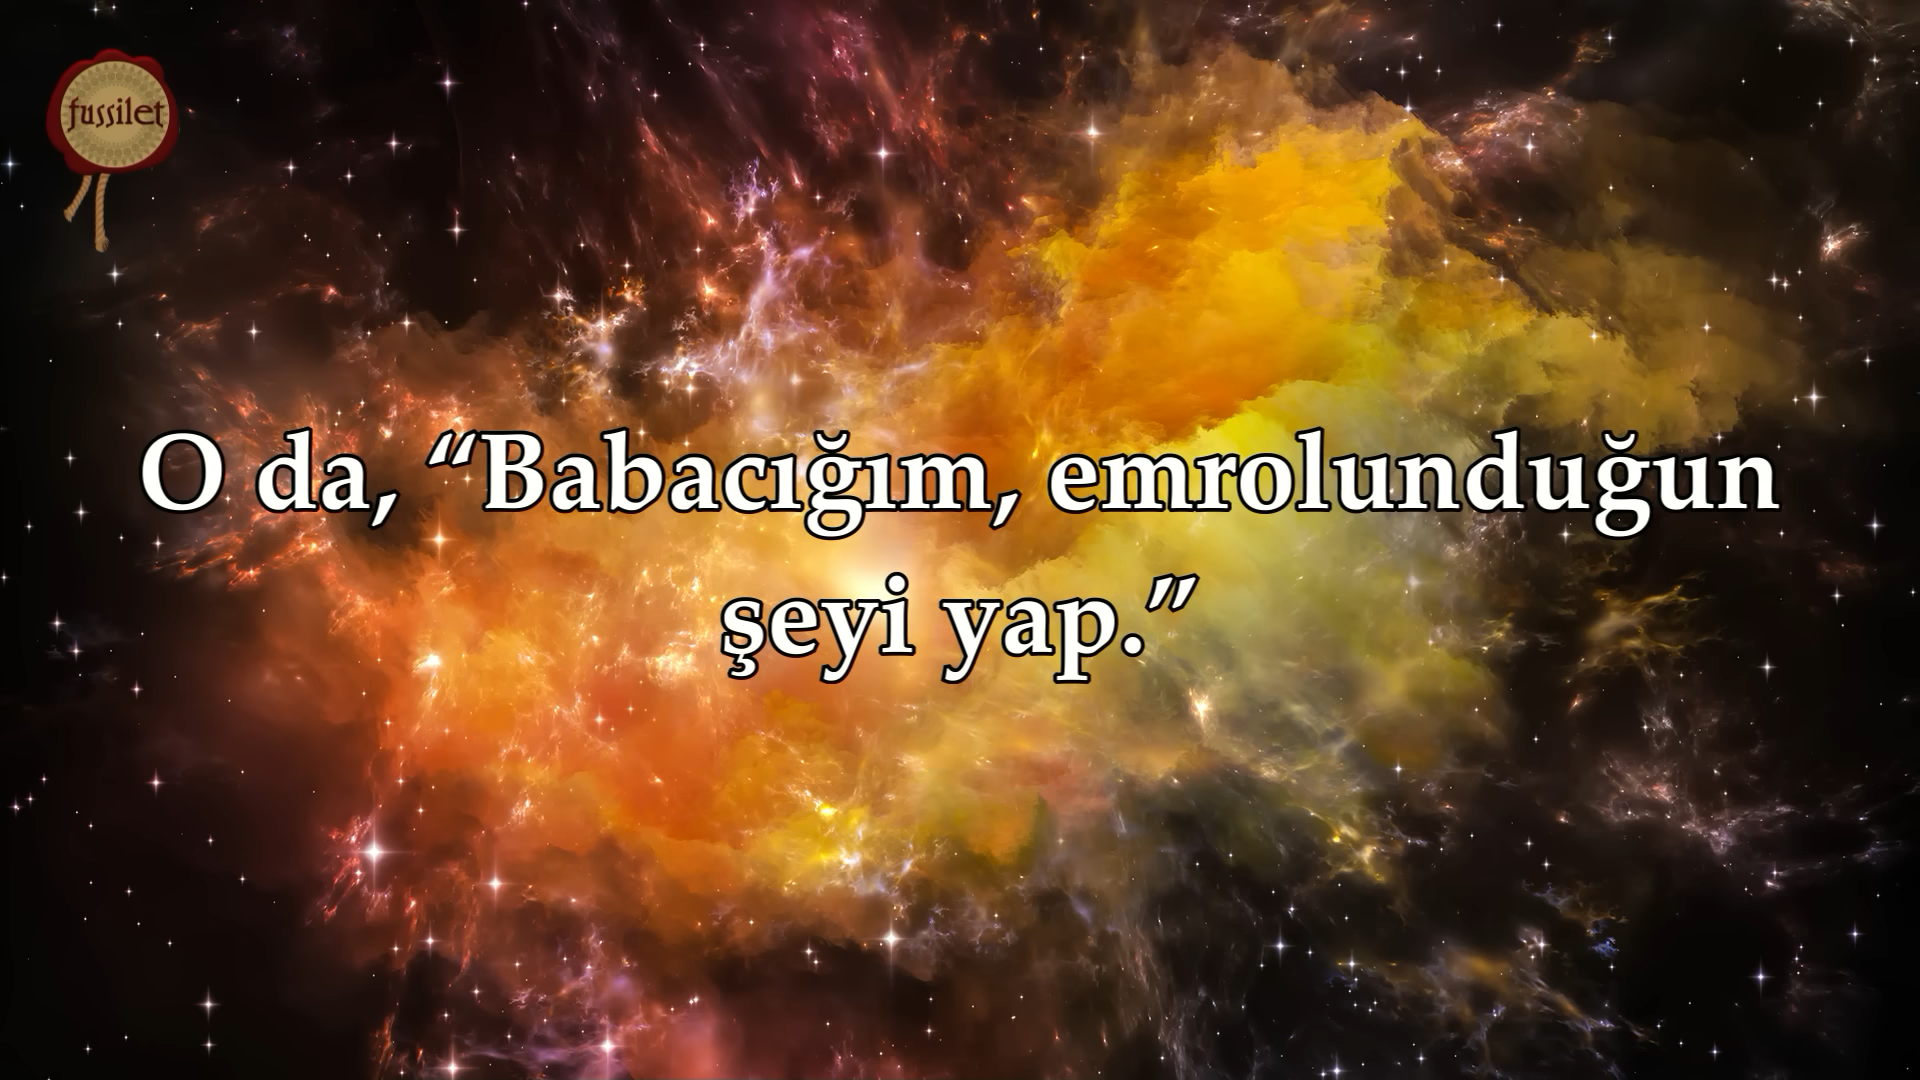 fussilet
O da, “Babacığım, emrolunduğun
şeyi yap.”